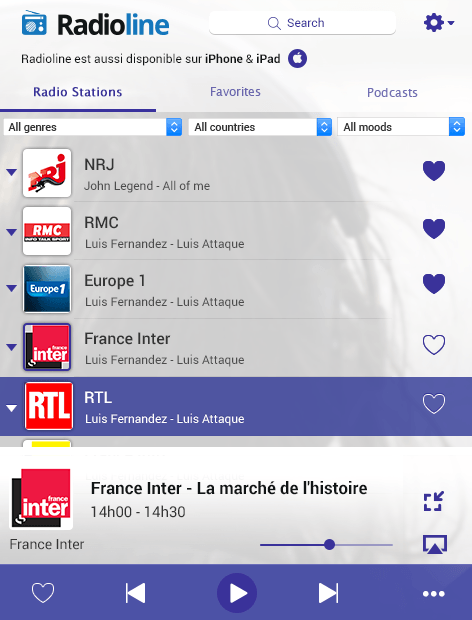 Radioline
Search
Radioline est aussi disponible sur iPhone & iPad
Radio Stations
Favorites
Podcasts
All genres
All countries
All moods
NRJ
NRJ
John Legend - All of me
RMC
RMC
INFO TALK SPORT
Luis Fernandez - Luis Attaque
Europe 1
Europe 1
Luis Fernandez - Luis Attaque
france
inter
France Inter
Luis Fernandez - Luis Attaque
RTL
RTL
Luis Fernandez - Luis Attaque
france
inter
France Inter - La marché de l'histoire
14h00 - 14h30
France Inter